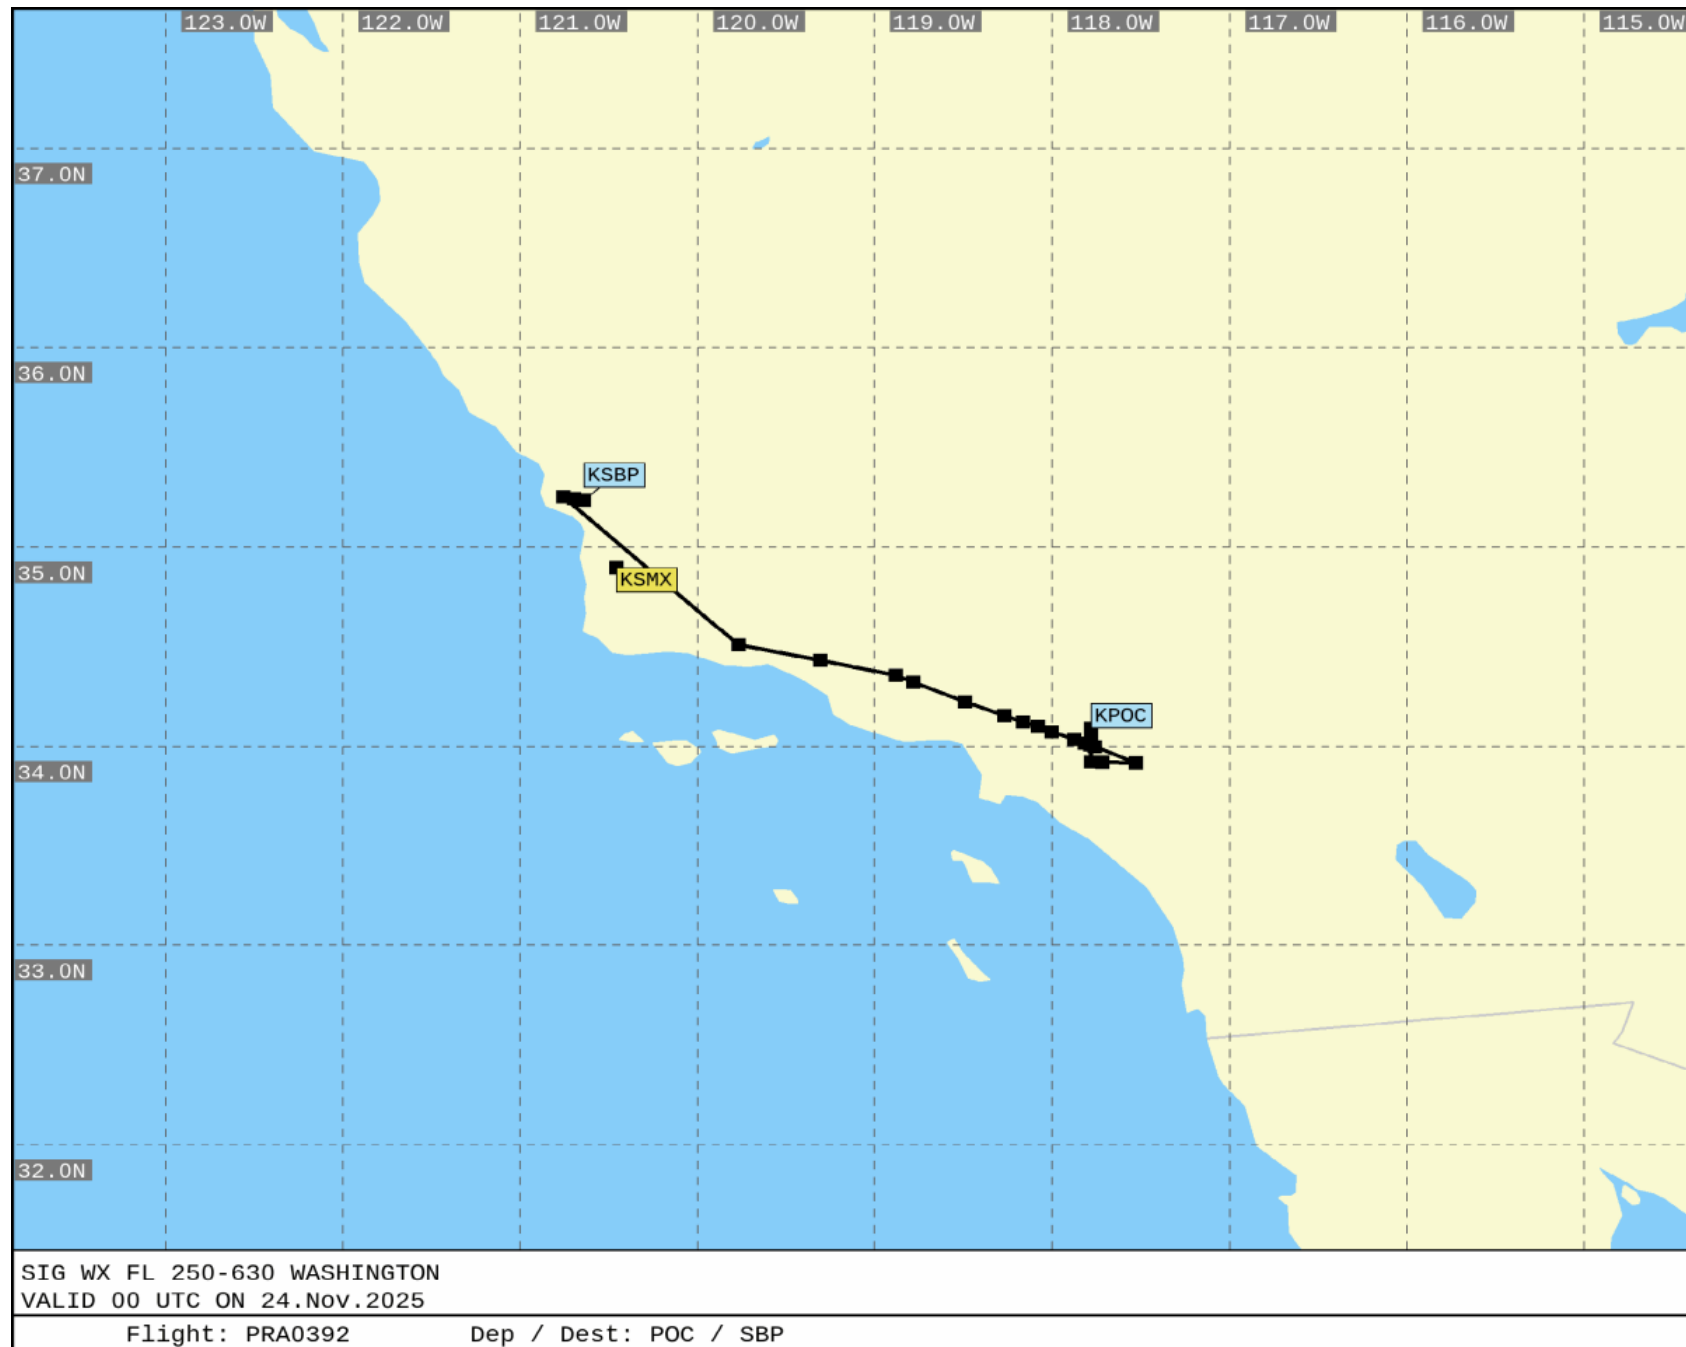 123.0W 122.0W 121.0W 120.0W 119.0W 118.0W 117.0W 116.0W 115.0W
37.0N
36.0N
KSBP
35.0N
KSMX
KPOC
34.0N
33.0N
32.0N
SIG WX FL 250-630 WASHINGTON
VALID 00 UTC ON 24.Nov.2025
Flight: PRA0392 Dep / Dest: POC / SBP